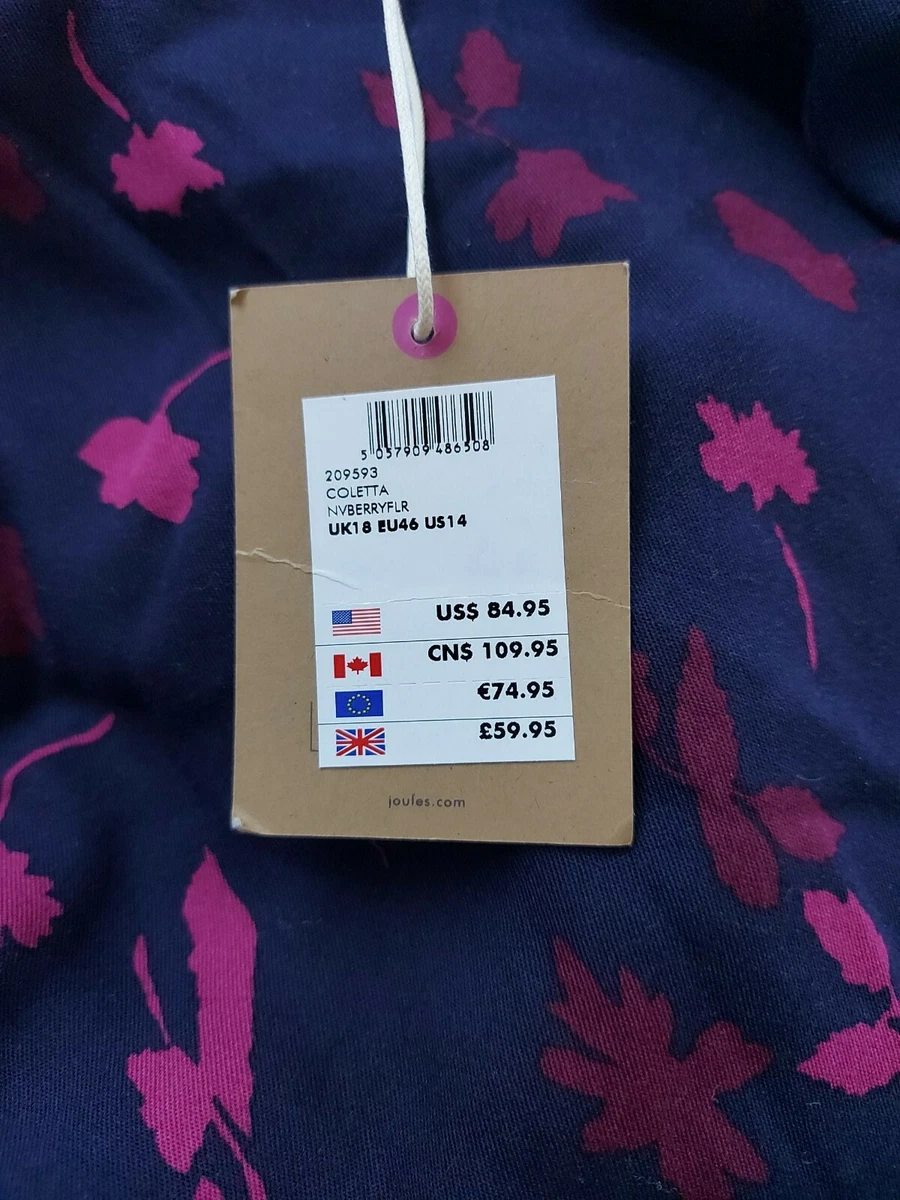 5 057909 486508
209593
COLETTA
NVBERRYFLR
UK18 EU46 US14
US$ 84.95
CN$ 109.95
€74.95
£59.95
joules.com